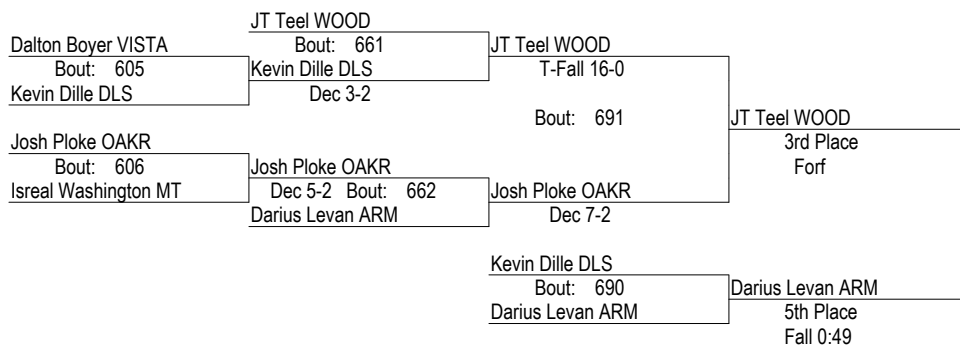 JT Teel WOOD
Dalton Boyer VISTA
Bout: 661
JT Teel WOOD
Bout: 605
Kevin Dille DLS
T-Fall 16-0
Kevin Dille DLS
Dec 3-2
Bout: 691
JT Teel WOOD
Josh Ploke OAKR
3rd Place
Bout: 606
Josh Ploke OAKR
Forf
Isreal Washington MT
Dec 5-2 Bout: 662
Josh Ploke OAKR
Darius Levan ARM
Dec 7-2
Kevin Dille DLS
Bout: 690
Darius Levan ARM
Darius Levan ARM
5th Place
Fall 0:49